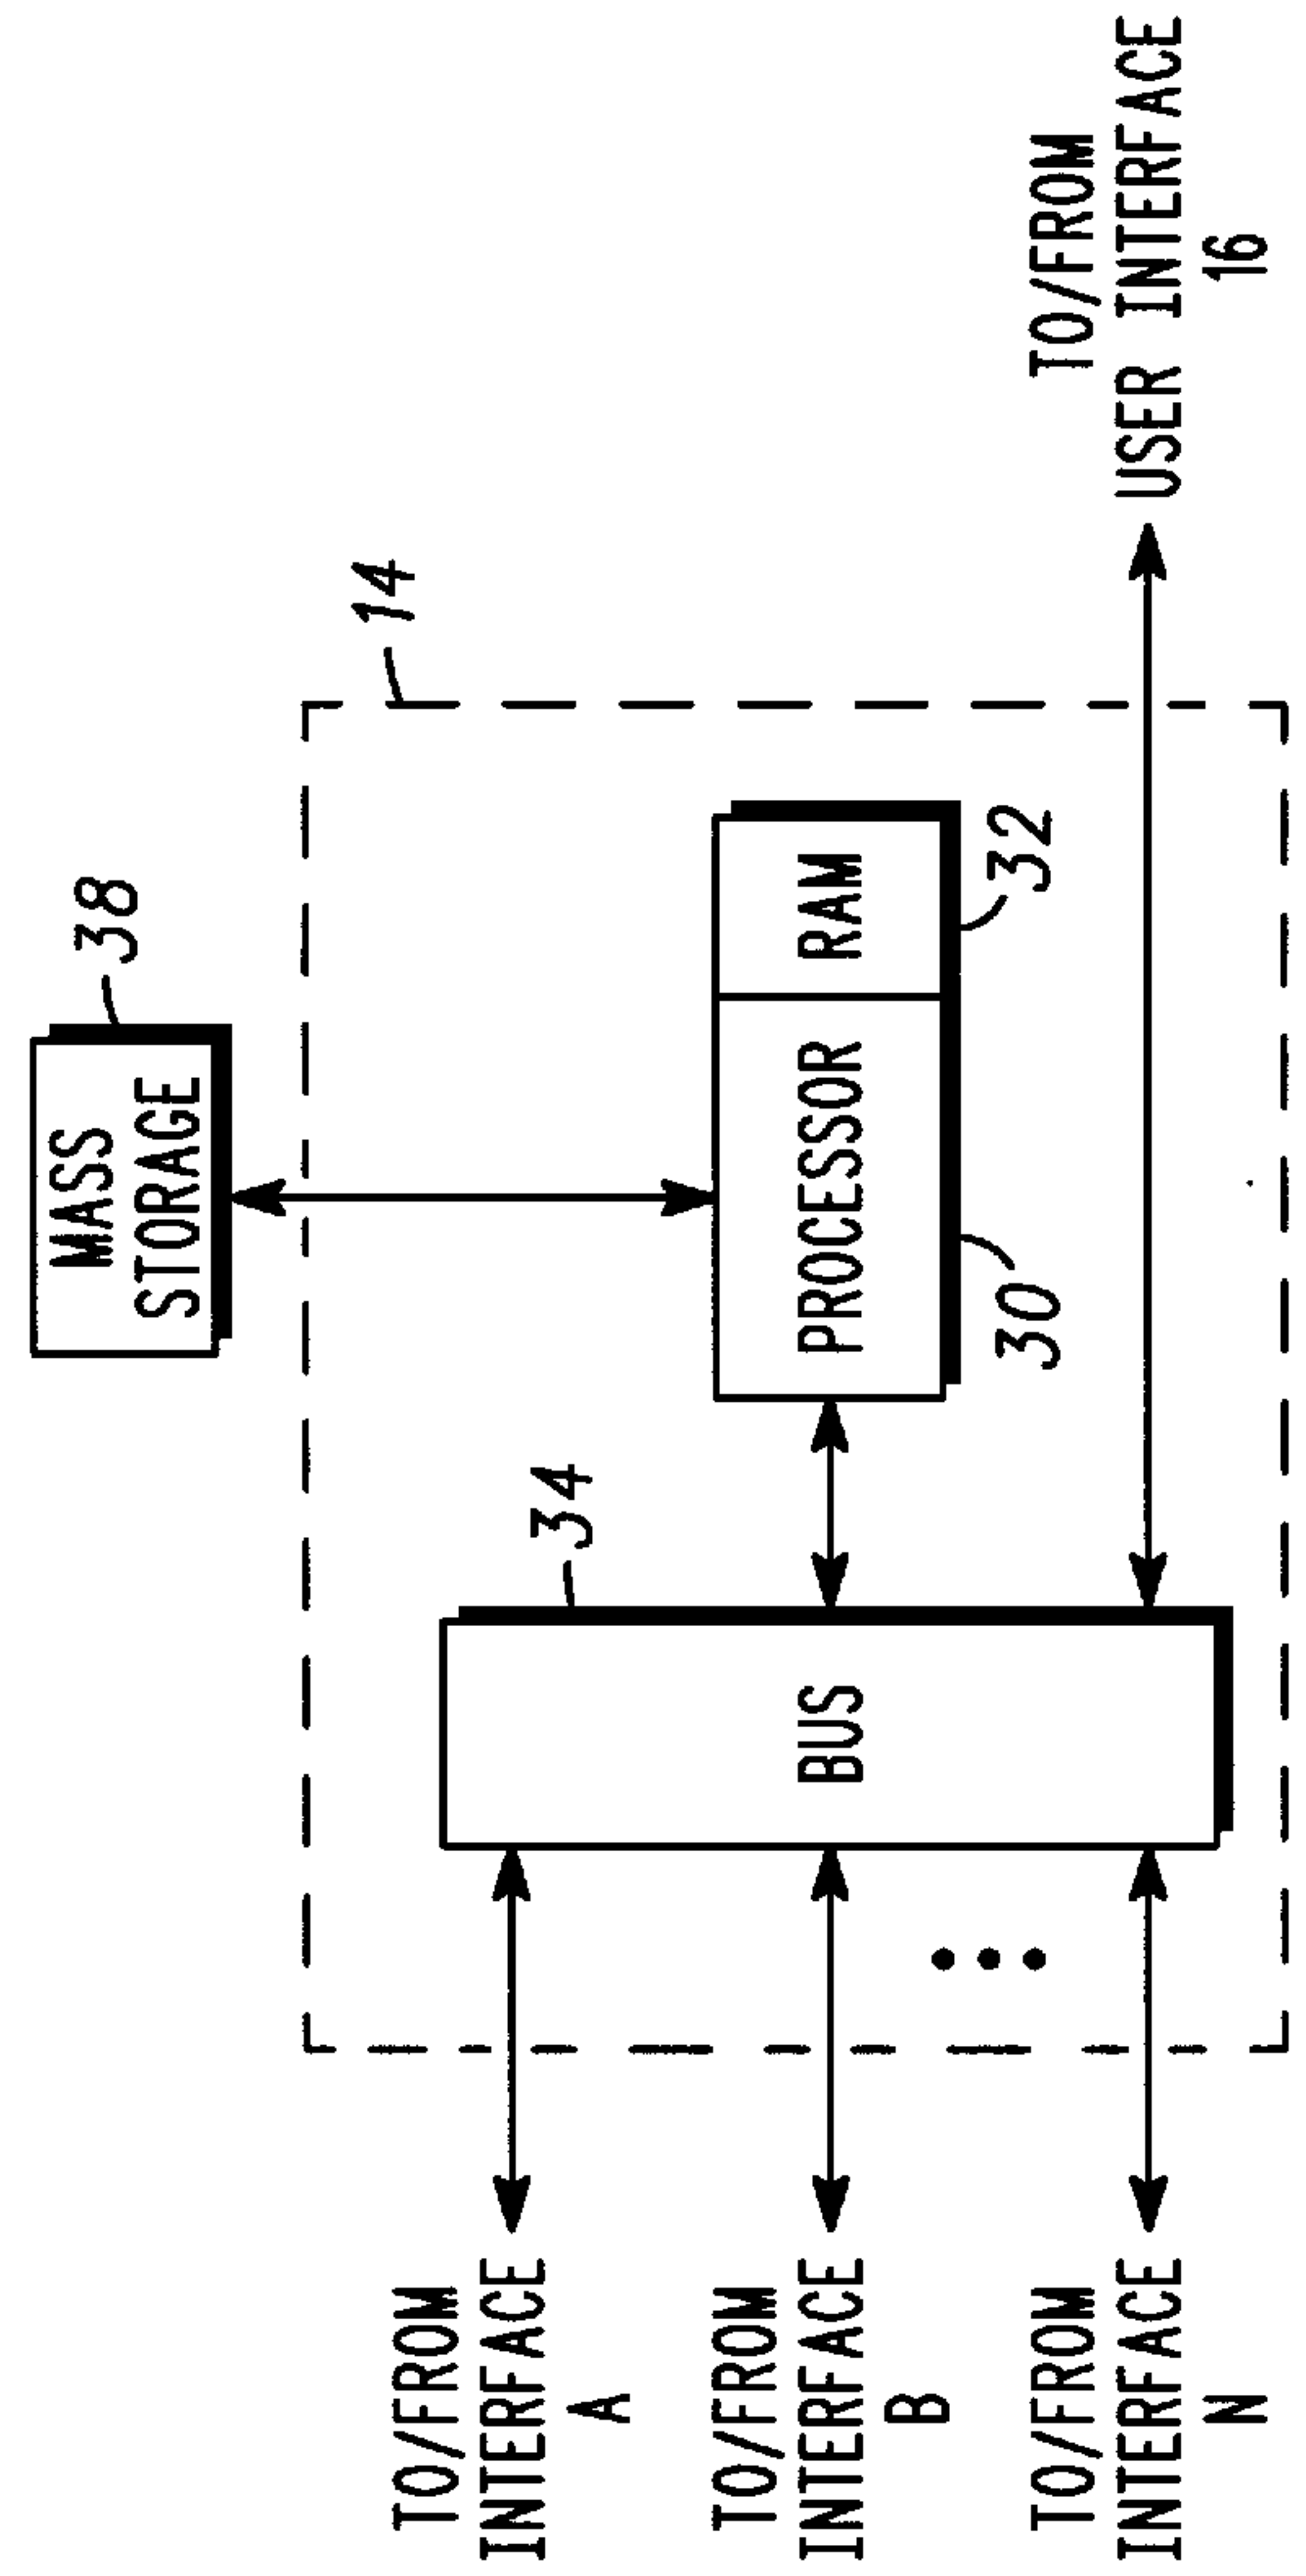 MASS
STORAGE
38
14
34
TO/FROM
INTERFACE
A
TO/FROM
INTERFACE
B
TO/FROM
INTERFACE
N
BUS
PROCESSOR
RAM
30
32
TO/FROM
USER INTERFACE
16